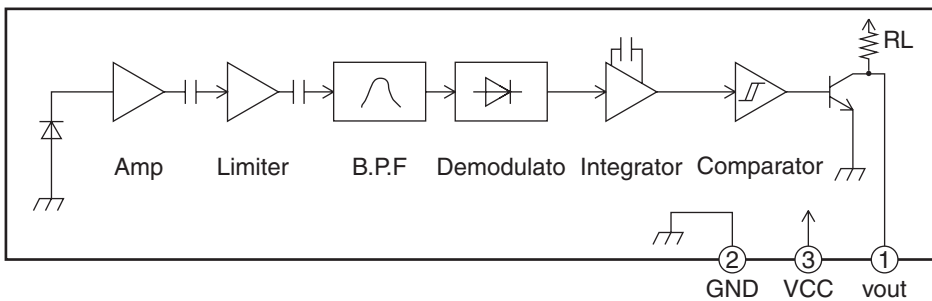 RL
Amp Limiter B.P.F Demodulato Integrator Comparator
2 3 1
GND VCC vout